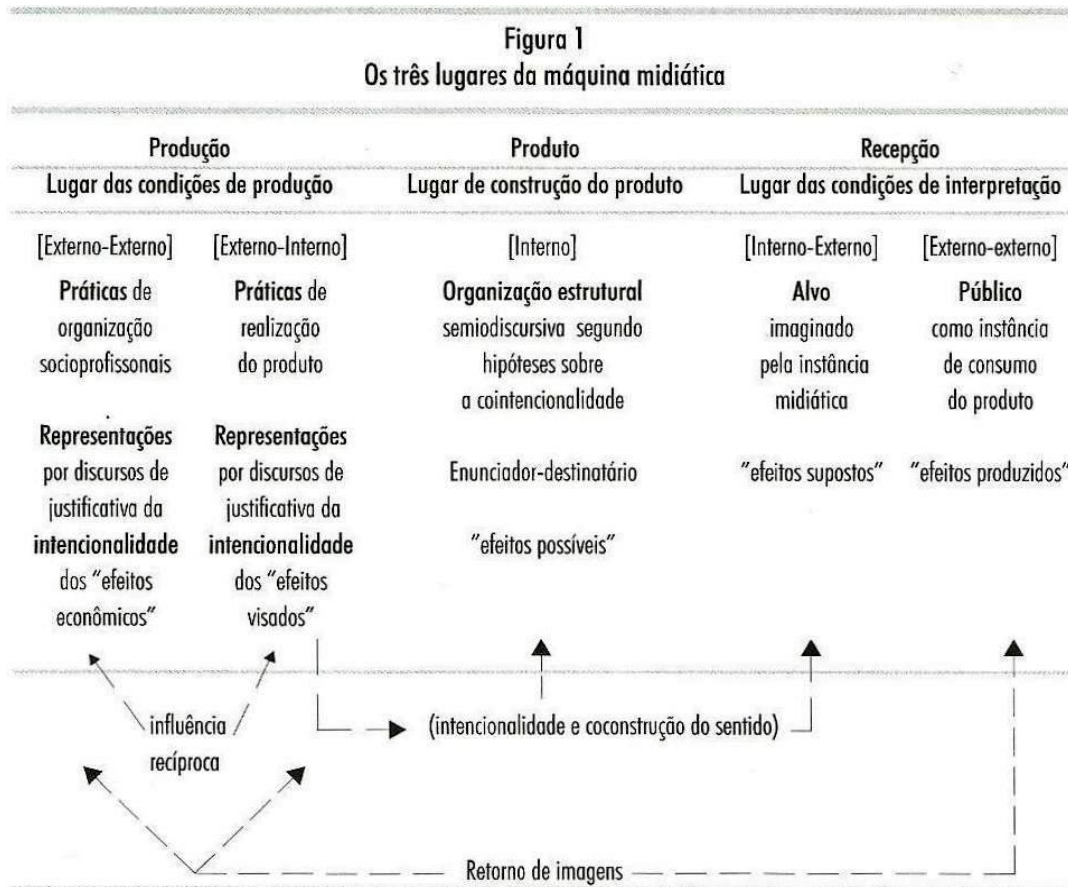 Figura 1
Os três lugares da máquina midiática
Produção
Lugar das condições de produção
Produto
Lugar de construção do produto
Recepção
Lugar das condições de interpretação
[Externo-Externo]
Práticas de
organização
socioprofissonais
Representações
por discursos de
justificativa da
intencionalidade
dos “efeitos
econômicos”
[Externo-Interno]
Práticas de
realização
do produto
Representações
por discursos de
justificativa da
intencionalidade
dos “efeitos
visados”
[Interno]
Organização estrutural
semiodiscursiva segundo
hipóteses sobre
a cointencionalidade
Enunciador-destinatário
“efeitos possíveis”
[Interno-Externo]
Alvo
imaginado
pela instância
midiática
“efeitos supostos”
[Externo-externo]
Público
como instância
de consumo
do produto
“efeitos produzidos”
influência
recíproca
(intencionalidade e coconstrução do sentido)
Retorno de imagens